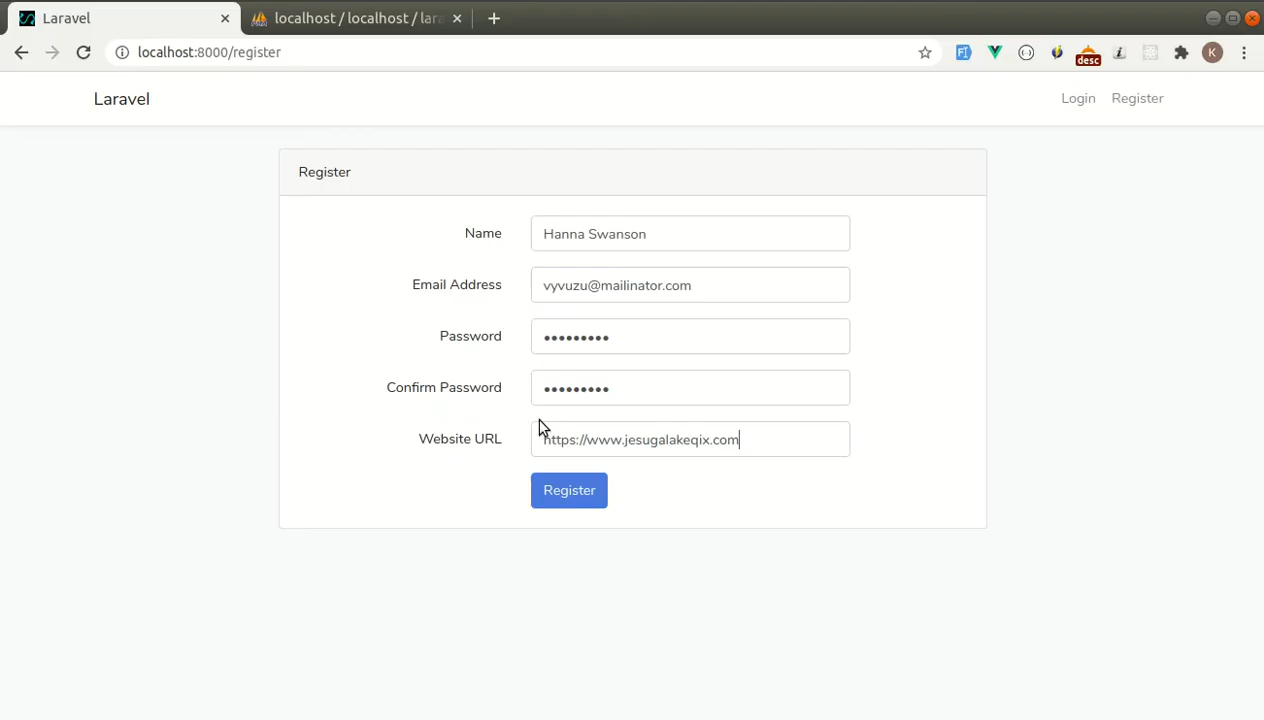 Laravel
localhost / localhost / lara
localhost:8000/register
desc
K
Laravel
Login Register
Register
Name Hanna Swanson
Email Address vyvuzu@mailinator.com
Password •••••••••
Confirm Password •••••••••
Website URL https://www.jesugalakeqix.com
Register